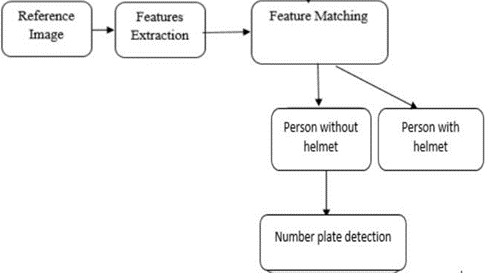 Reference
Image
Features
Extraction
Feature Matching
Person without
helmet
Person with
helmet
Number plate detection